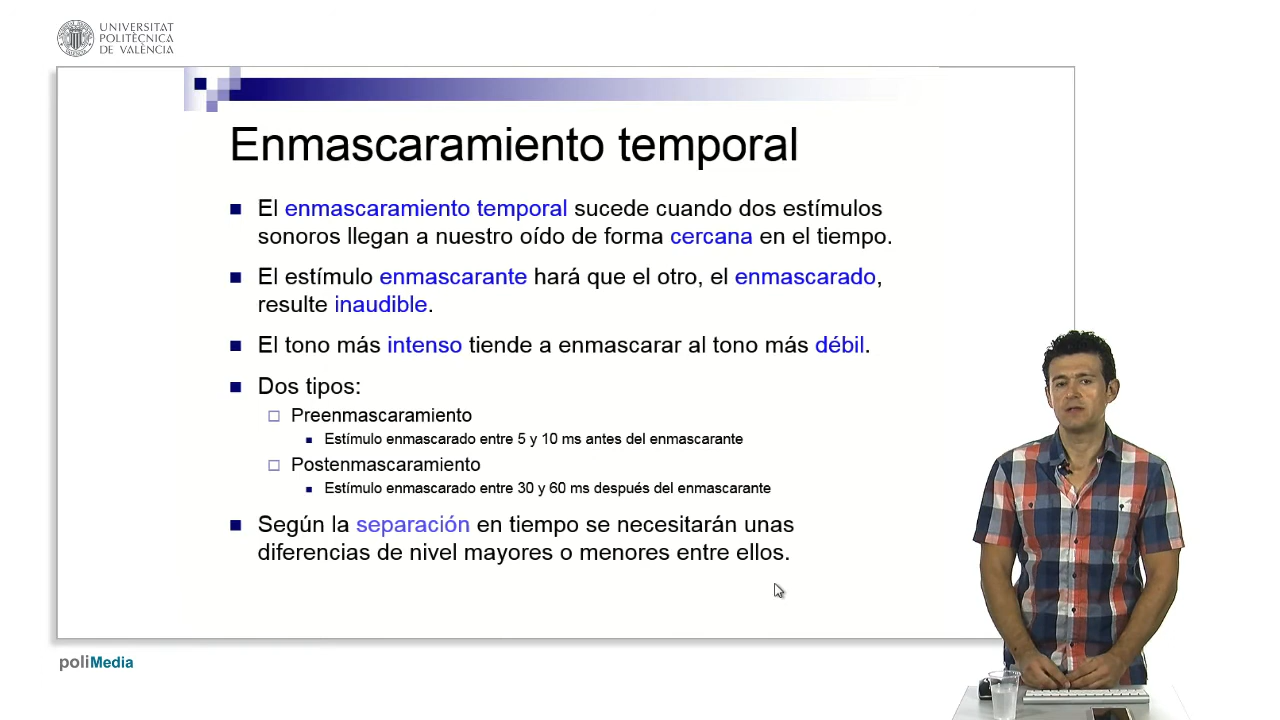 UNIVERSITAT
POLITÈCNICA
DE VALÈNCIA
Enmascaramiento temporal
El enmascaramiento temporal sucede cuando dos estímulos
sonoros llegan a nuestro oído de forma cercana en el tiempo.
El estímulo enmascarante hará que el otro, el enmascarado,
resulte inaudible.
El tono más intenso tiende a enmascarar al tono más débil.
Dos tipos:
Preenmascaramiento
Estímulo enmascarado entre 5 y 10 ms antes del enmascarante
Postenmascaramiento
Estímulo enmascarado entre 30 y 60 ms después del enmascarante
Según la separación en tiempo se necesitarán unas
diferencias de nivel mayores o menores entre ellos.
poliMedia